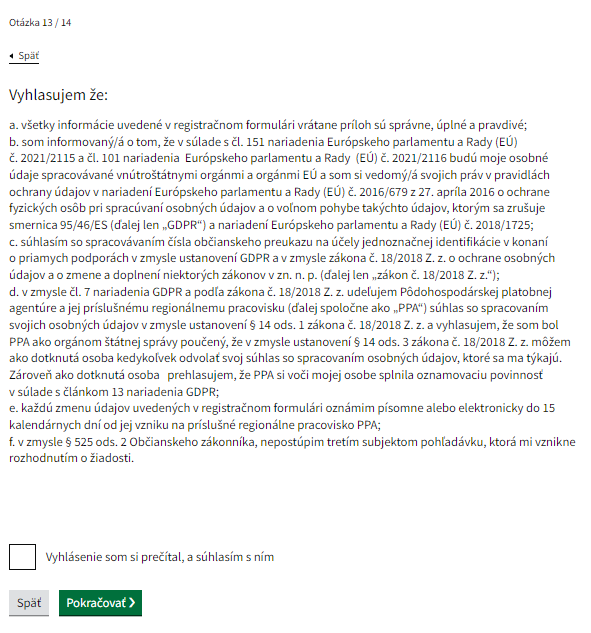 Otázka 13 / 14
Späť
Vyhlasujem že:
a. všetky informácie uvedené v registračnom formulári vrátane príloh sú správne, úplné a pravdivé;
b. som informovaný/á o tom, že v súlade s čl. 151 nariadenia Európskeho parlamentu a Rady (EÚ)
č. 2021/2115 a čl. 101 nariadenia Európskeho parlamentu a Rady (EÚ) č. 2021/2116 budú moje osobné
údaje spracovávané vnútroštátnymi orgánmi a orgánmi EÚ a som si vedomý/á svojich práv v pravidlách
ochrany údajov v nariadení Európskeho parlamentu a Rady (EÚ) č. 2016/679 z 27. apríla 2016 o ochrane
fyzických osôb pri spracúvaní osobných údajov a o voľnom pohybe takýchto údajov, ktorým sa zrušuje
smernica 95/46/ES (ďalej len „GDPR“) a nariadení Európskeho parlamentu a Rady (EÚ) č. 2018/1725;
c. súhlasím so spracovávaním čísla občianskeho preukazu na účely jednoznačnej identifikácie v konaní
o priamych podporách v zmysle ustanovení GDPR a v zmysle zákona č. 18/2018 Z. z. o ochrane osobných
údajov a o zmene a doplnení niektorých zákonov v zn. n. p. (ďalej len „zákon č. 18/2018 Z. z.“);
d. v zmysle čl. 7 nariadenia GDPR a podľa zákona č. 18/2018 Z. z. udeľujem Pôdohospodárskej platobnej
agentúre a jej príslušnému regionálnemu pracovisku (ďalej spoločne ako „PPA“) súhlas so spracovaním
svojich osobných údajov v zmysle ustanovení § 14 ods. 1 zákona č. 18/2018 Z. z. a vyhlasujem, že som bol
PPA ako orgánom štátnej správy poučený, že v zmysle ustanovení § 14 ods. 3 zákona č. 18/2018 Z. z. môžem
ako dotknutá osoba kedykoľvek odvolať svoj súhlas so spracovaním osobných údajov, ktoré sa ma týkajú.
Zároveň ako dotknutá osoba prehlasujem, že PPA si voči mojej osobe splnila oznamovaciu povinnosť
v súlade s článkom 13 nariadenia GDPR;
e. každú zmenu údajov uvedených v registračnom formulári oznámim písomne alebo elektronicky do 15
kalendárnych dní od jej vzniku na príslušné regionálne pracovisko PPA;
f. v zmysle § 525 ods. 2 Občianskeho zákonníka, nepostúpim tretím subjektom pohľadávku, ktorá mi vznikne
rozhodnutím o žiadosti.
Vyhlásenie som si prečítal, a súhlasím s ním
Späť
Pokračovať